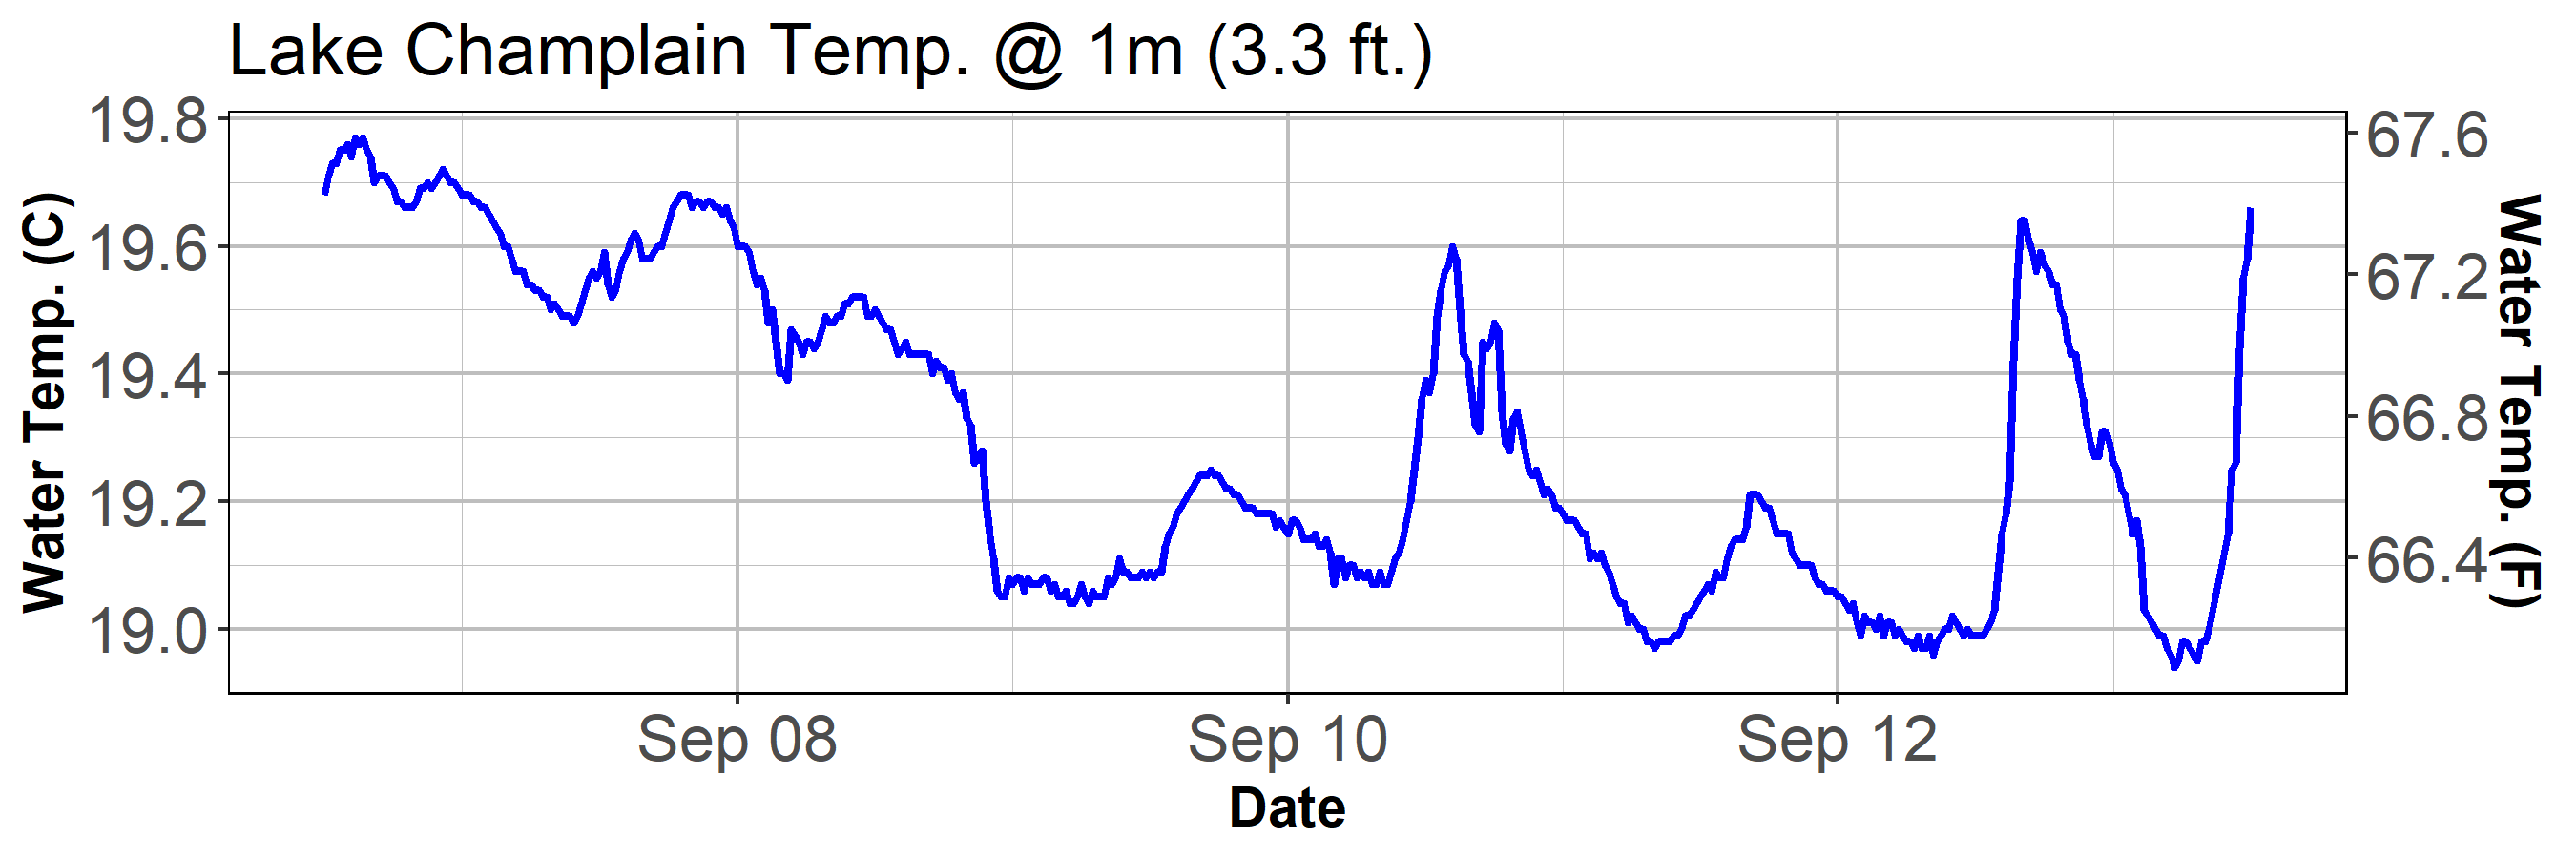 Lake Champlain Temp. @ 1m (3.3 ft.)
Water Temp. (C)
19.8
19.6
19.4
19.2
19.0
67.6
67.2
66.8
66.4
Water Temp. (F)
Sep 08 Sep 10 Sep 12
Date